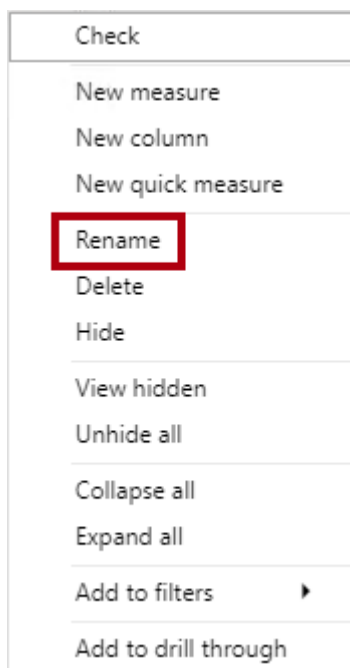 Check
New measure
New column
New quick measure
Rename
Delete
Hide
View hidden
Unhide all
Collapse all
Expand all
Add to filters
Add to drill through